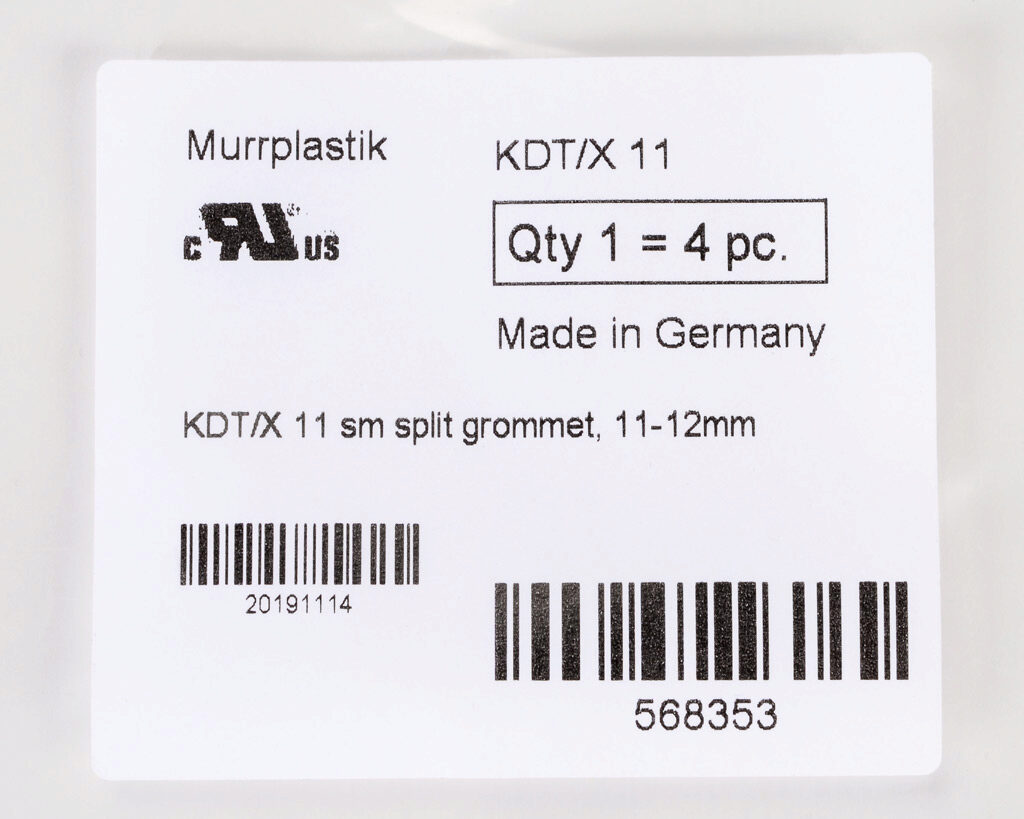 Murrplastik
c RU US
KDT/X 11
Qty 1 = 4 pc.
Made in Germany
KDT/X 11 sm split grommet, 11-12mm
20191114
568353